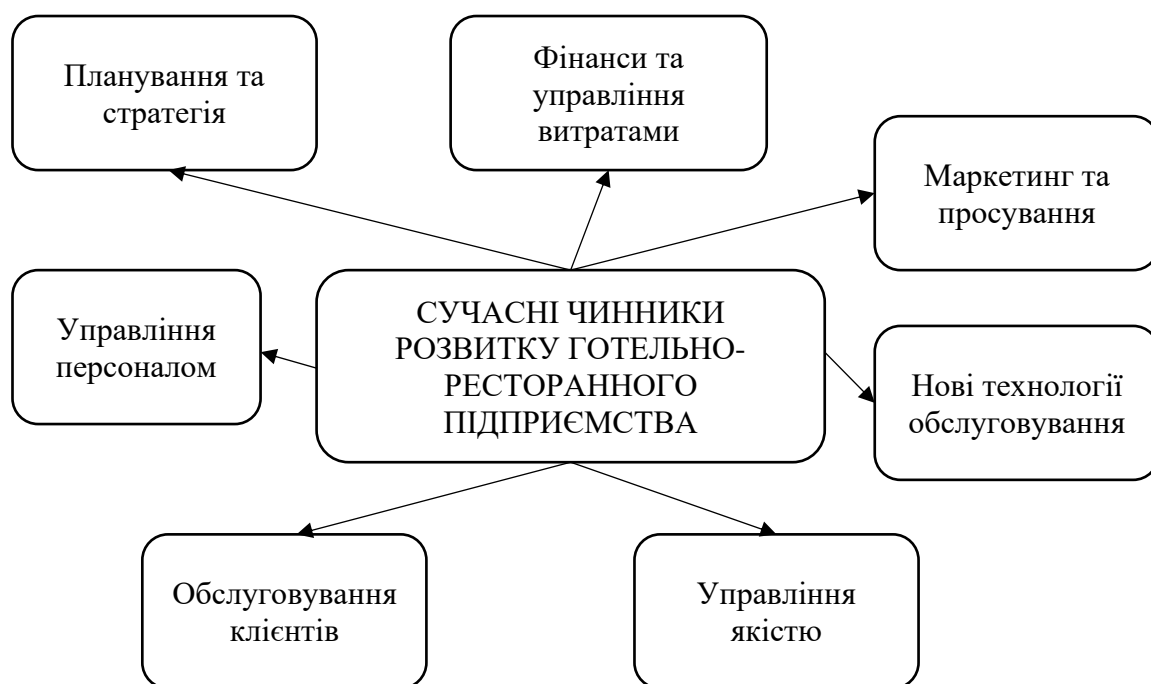 Планування та
стратегія
Фінанси та
управління
витратами
Маркетинг та
просування
Управління
персоналом
СУЧАСНІ ЧИННИКИ
РОЗВИТКУ ГОТЕЛЬНО-
РЕСТОРАННОГО
ПІДПРИЄМСТВА
Нові технології
обслуговування
Обслуговування
клієнтів
Управління
якістю